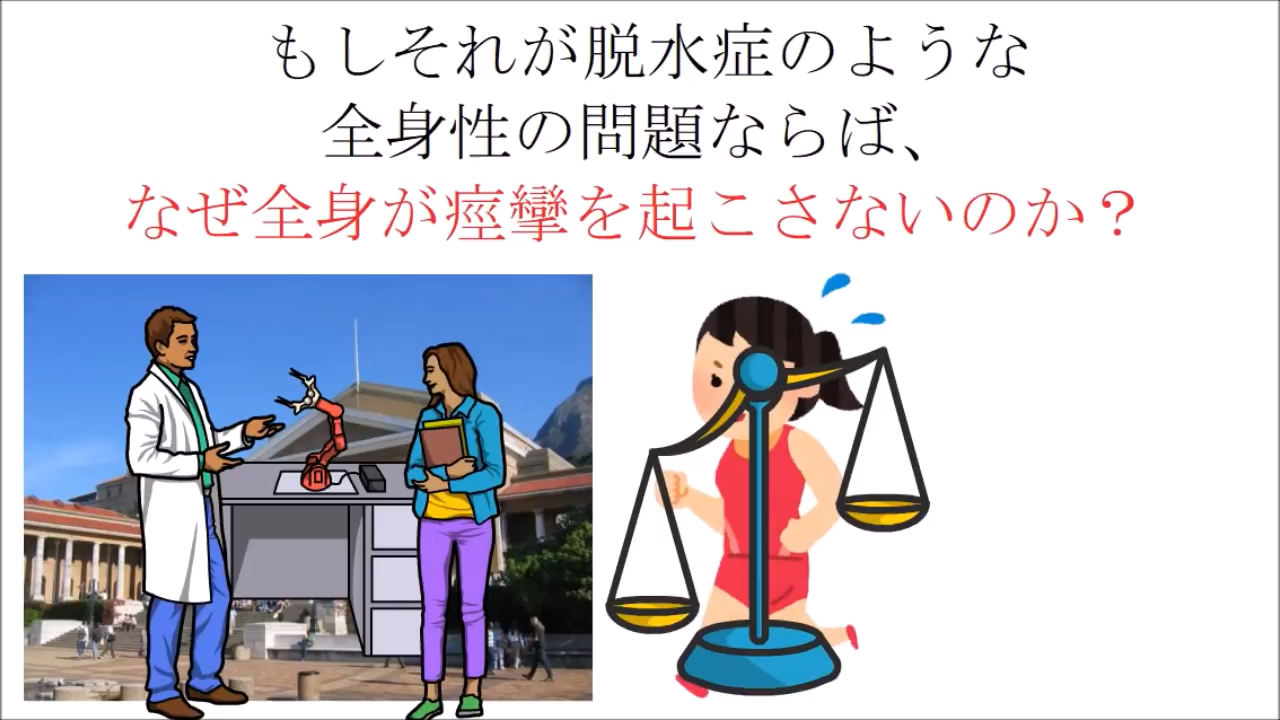 もしそれが脱水症のような
全身性の問題ならば、
なぜ全身が痙攣を起こさないのか？